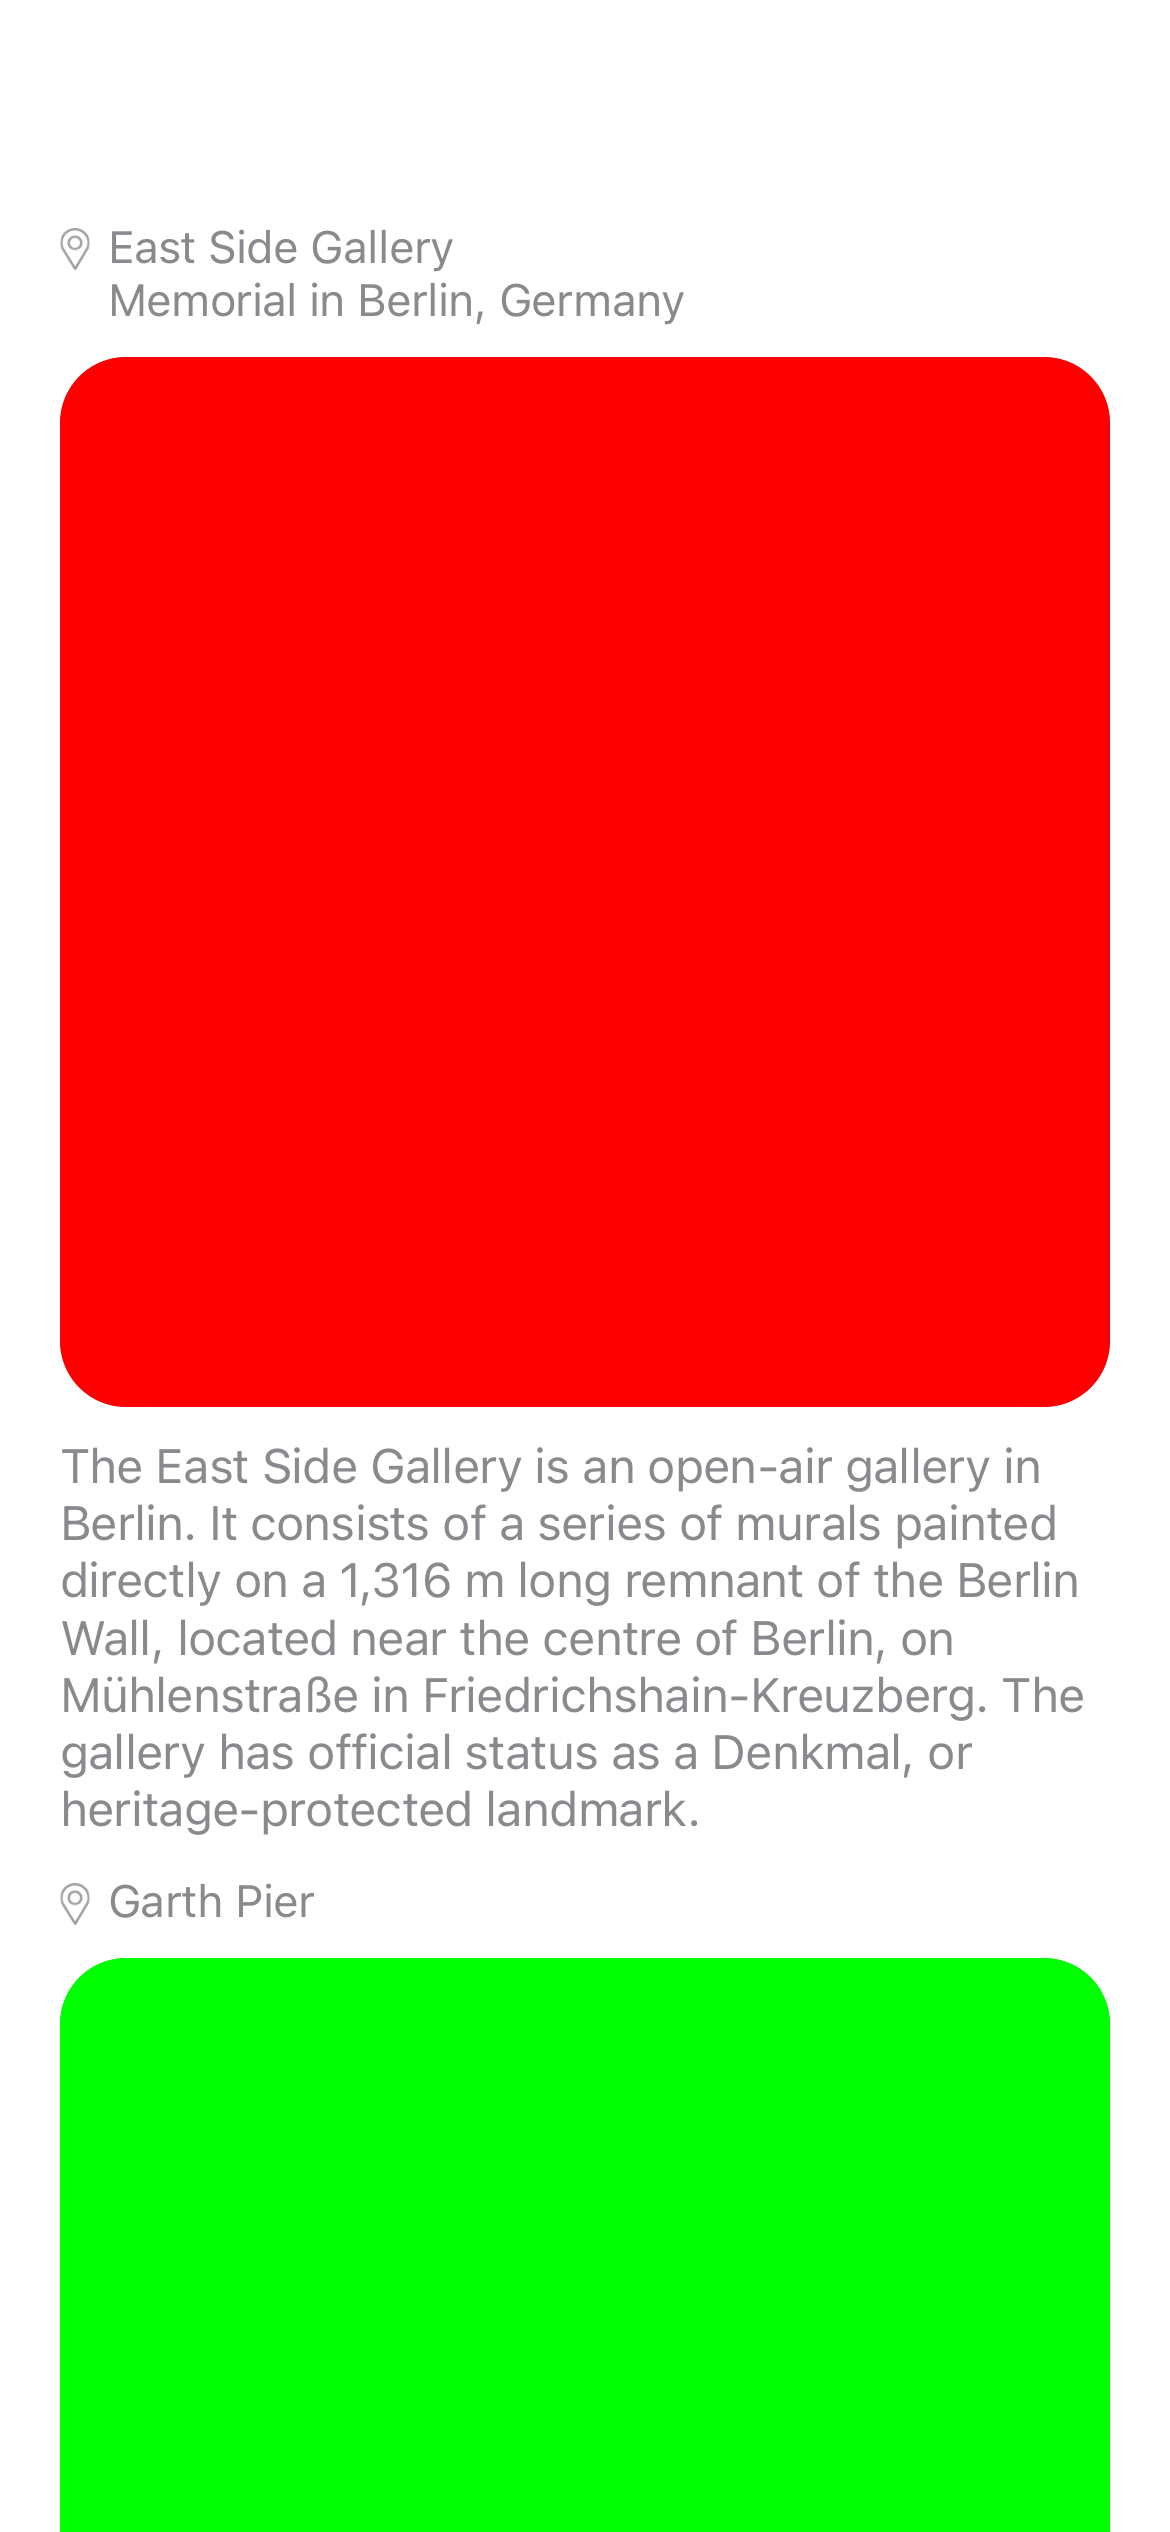 East Side Gallery
Memorial in Berlin, Germany
The East Side Gallery is an open-air gallery in
Berlin. It consists of a series of murals painted
directly on a 1,316 m long remnant of the Berlin
Wall, located near the centre of Berlin, on
Mühlenstraße in Friedrichshain-Kreuzberg. The
gallery has official status as a Denkmal, or
heritage-protected landmark.
Garth Pier